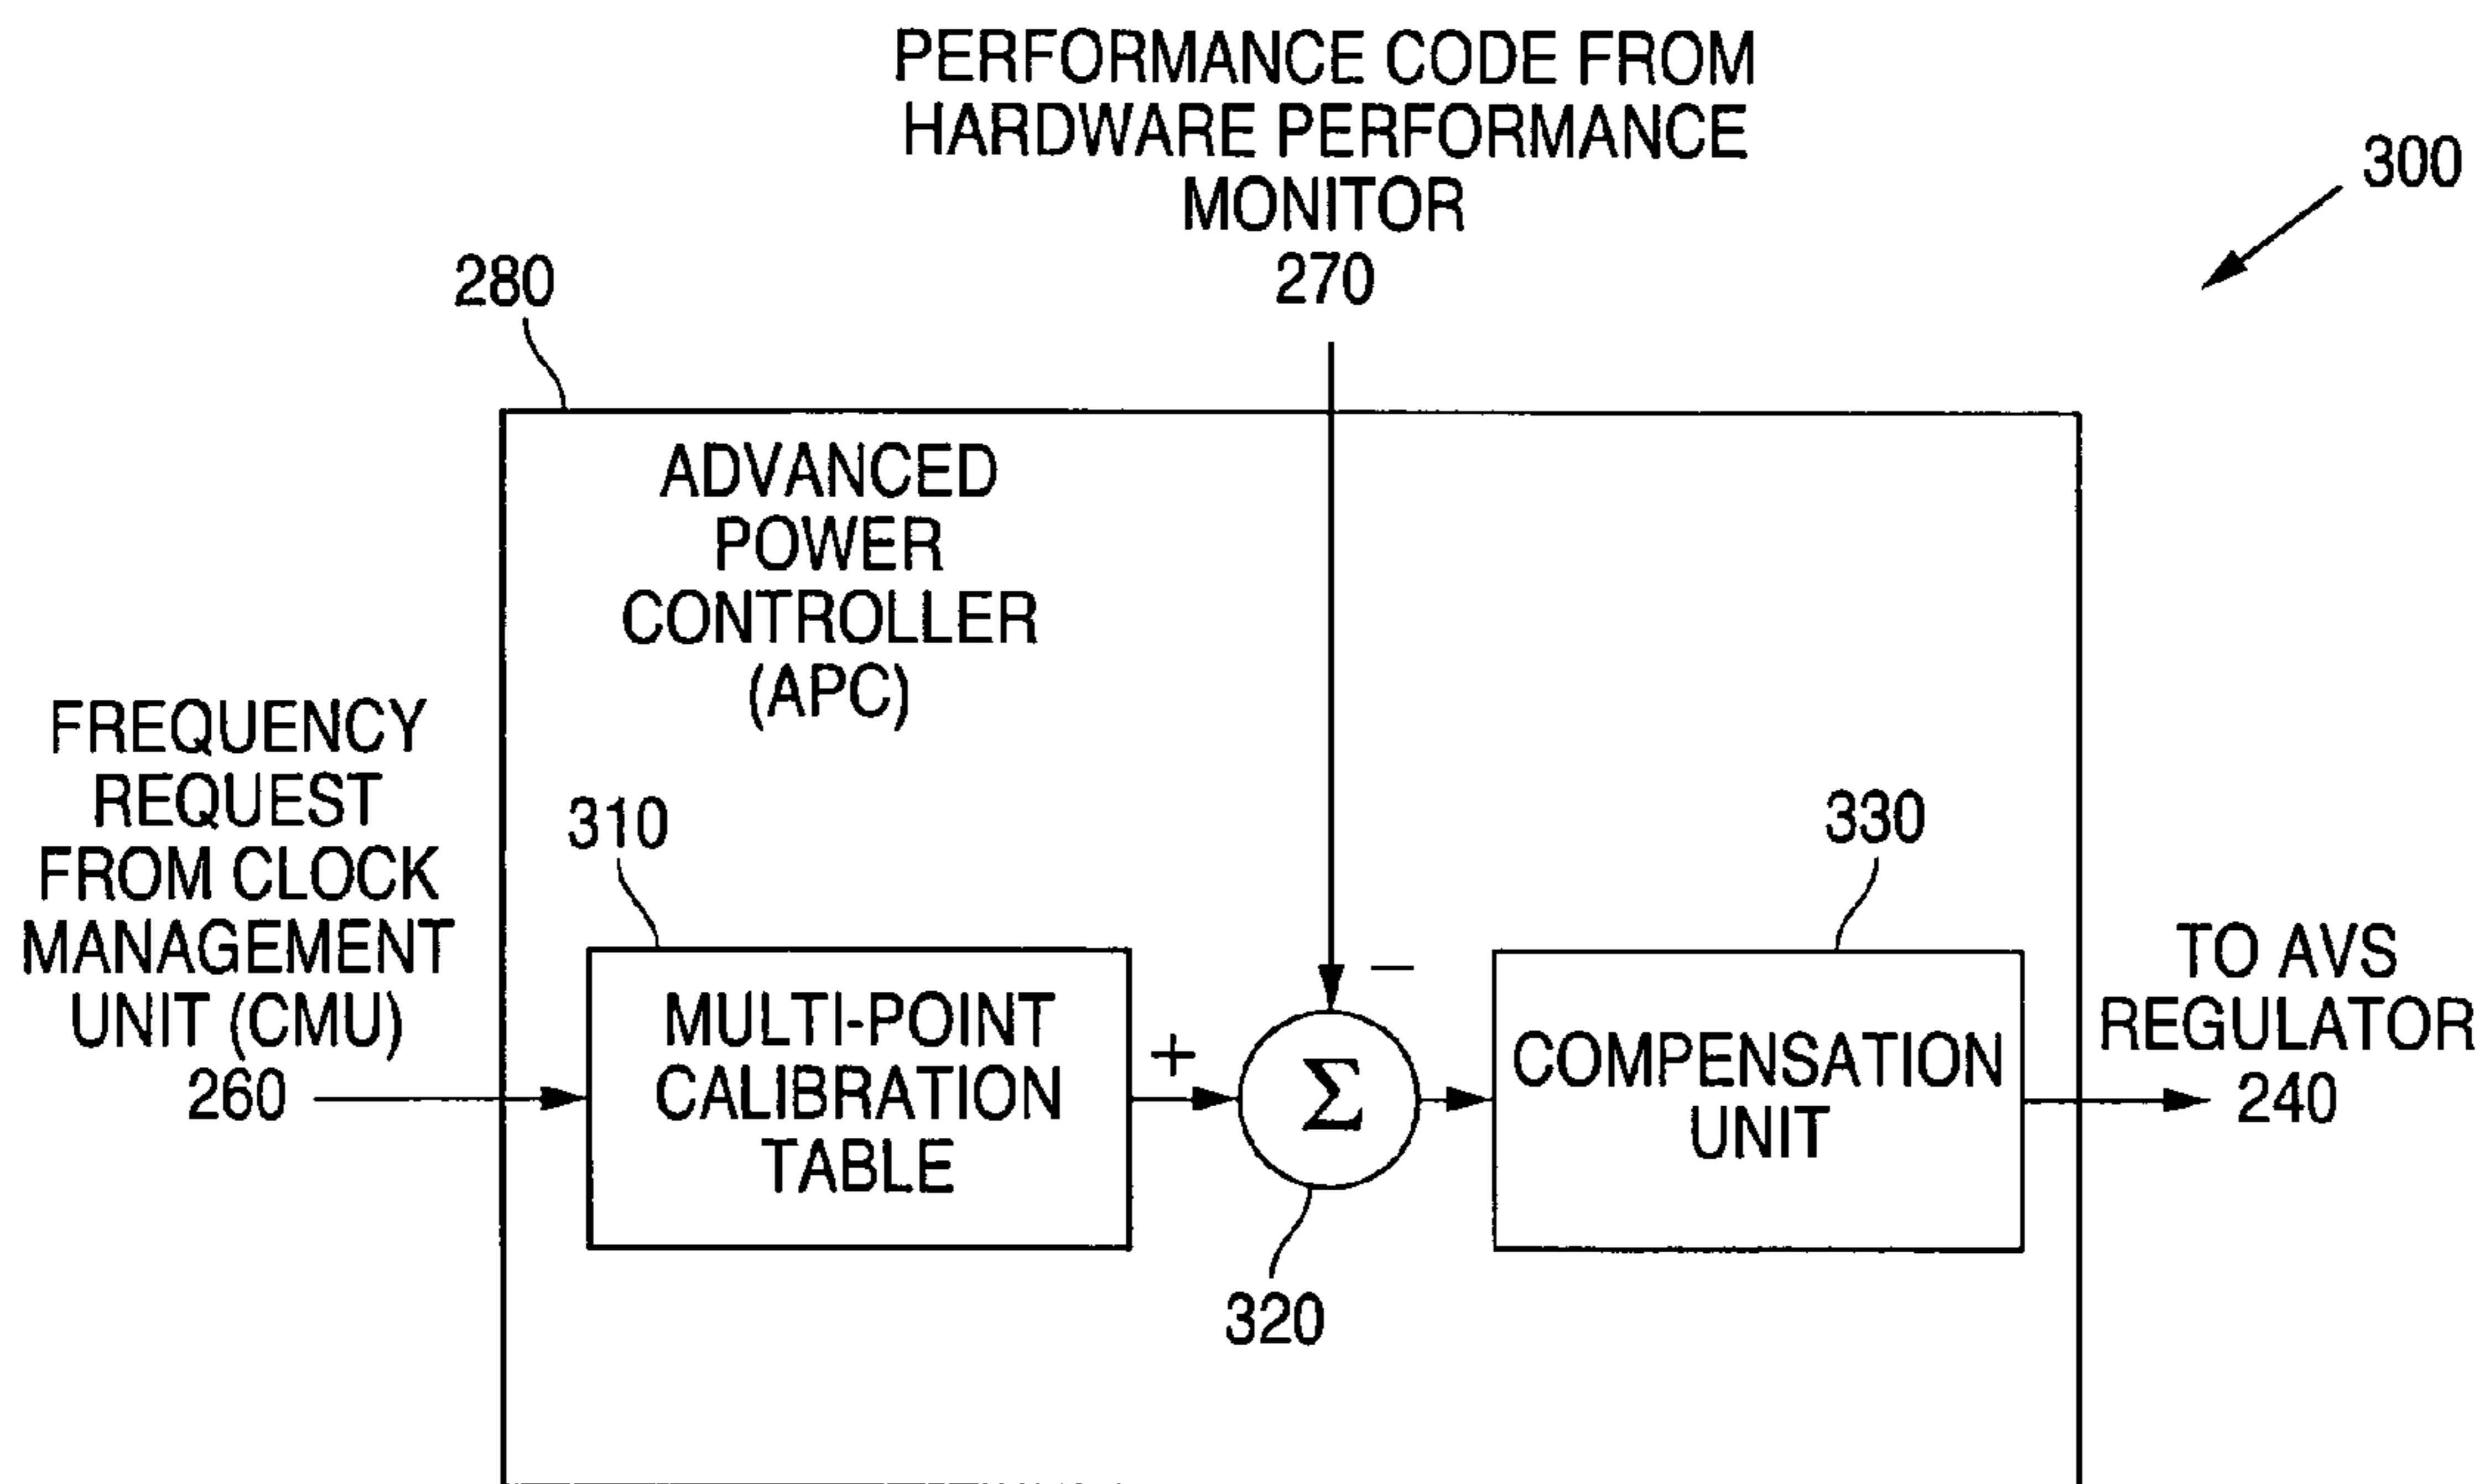 PERFORMANCE CODE FROM
HARDWARE PERFORMANCE
MONITOR
270
300
280
ADVANCED
POWER
CONTROLLER
(APC)
FREQUENCY
REQUEST
FROM CLOCK
MANAGEMENT
UNIT (CMU)
260
310
MULTI-POINT
CALIBRATION
TABLE
+
−
Σ
320
330
COMPENSATION
UNIT
TO AVS
REGULATOR
240